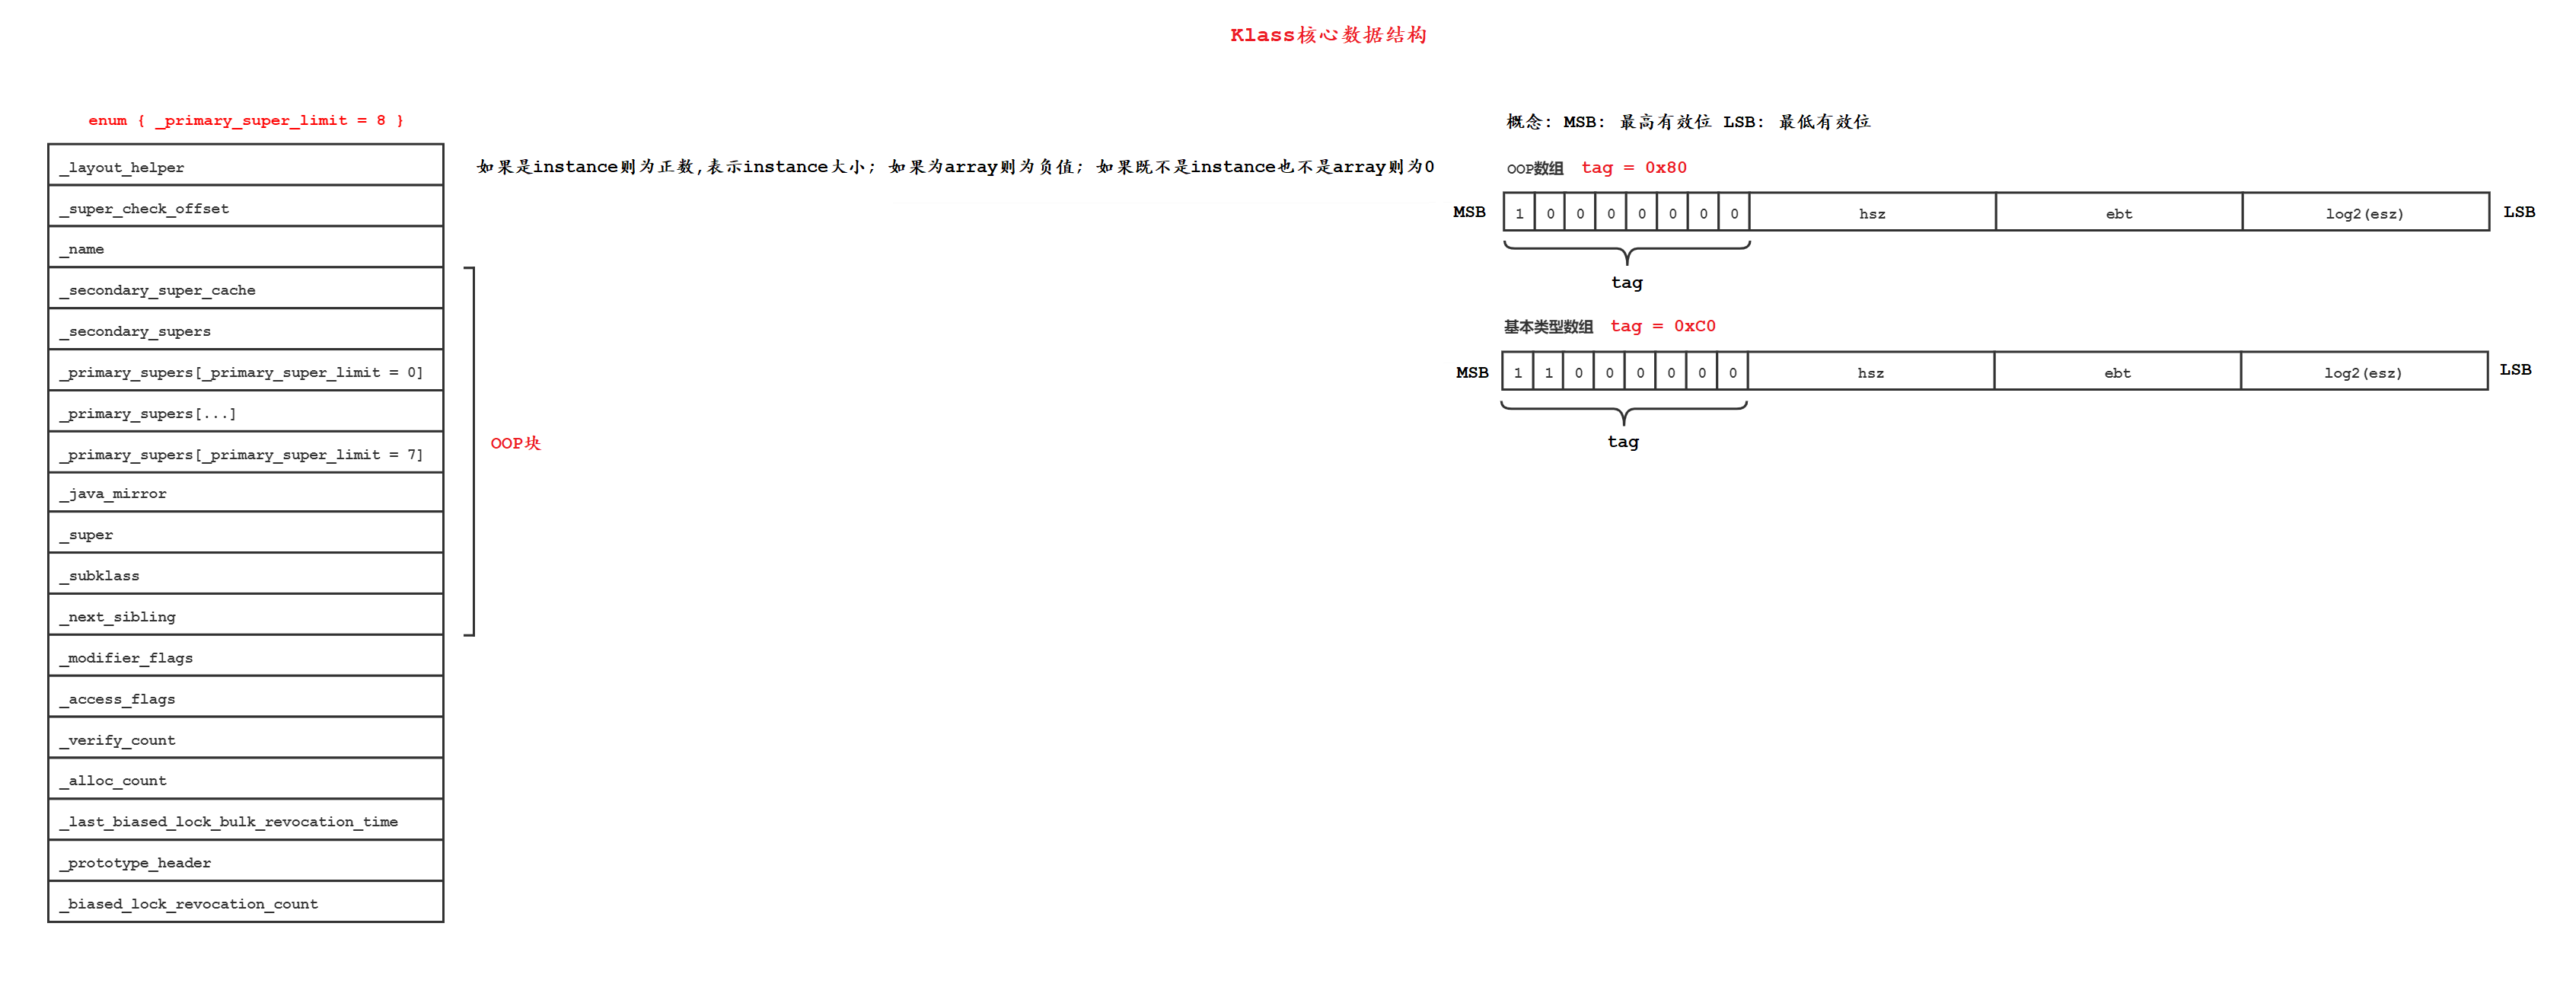 Klass核心数据结构
enum { _primary_super_limit = 8 }
_layout_helper
_super_check_offset
_name
_secondary_super_cache
_secondary_supers
_primary_supers[_primary_super_limit = 0]
_primary_supers[...]
_primary_supers[_primary_super_limit = 7]
_java_mirror
_super
_subklass
_next_sibling
_modifier_flags
_access_flags
_verify_count
_alloc_count
_last_biased_lock_bulk_revocation_time
_prototype_header
_biased_lock_revocation_count
OOP块
如果是instance则为正数,表示instance大小; 如果为array则为负值; 如果既不是instance也不是array则为0
概念: MSB: 最高有效位 LSB: 最低有效位
OOP数组 tag = 0x80
MSB 1 0 0 0 0 0 0 0 hsz ebt log2(esz) LSB
tag
基本类型数组 tag = 0xC0
MSB 1 1 0 0 0 0 0 0 hsz ebt log2(esz) LSB
tag